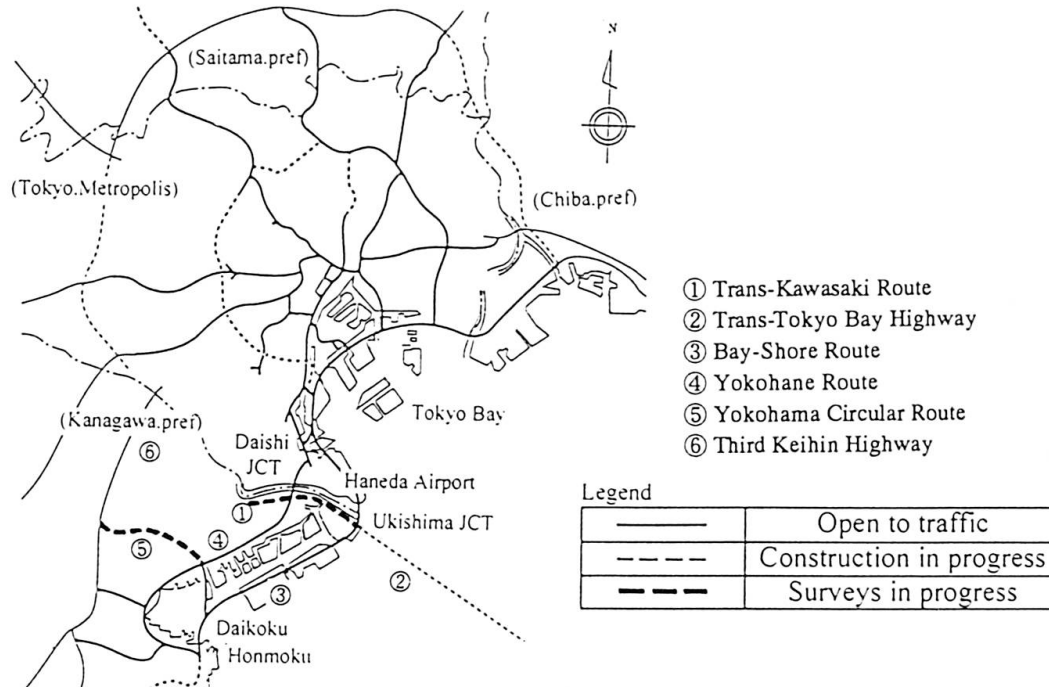 N
(Saitama.pref)
(Tokyo.Metropolis)
(Chiba.pref)
① Trans-Kawasaki Route
② Trans-Tokyo Bay Highway
③ Bay-Shore Route
④ Yokohane Route
⑤ Yokohama Circular Route
⑥ Third Keihin Highway
Tokyo Bay
(Kanagawa.pref)
⑥
Daishi
JCT
Haneda Airport
①
Ukishima JCT
⑤
④
②
③
Daikoku
Honmoku
Legend
Open to traffic
Construction in progress
Surveys in progress